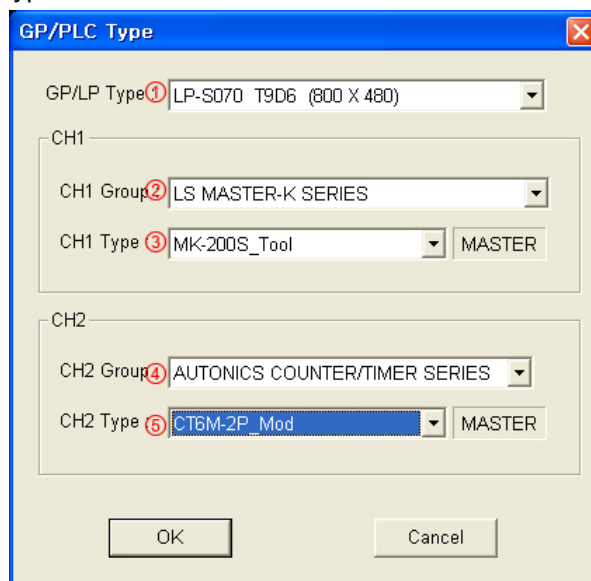 GP/PLC Type
GP/LP Type① LP-S070 T9D6 (800 X 480)
CH1
CH1 Group② LS MASTER-K SERIES
CH1 Type ③ MK-200S_Tool MASTER
CH2
CH2 Group④ AUTONICS COUNTER/TIMER SERIES
CH2 Type ⑤ CT6M-2P_Mod MASTER
OK Cancel